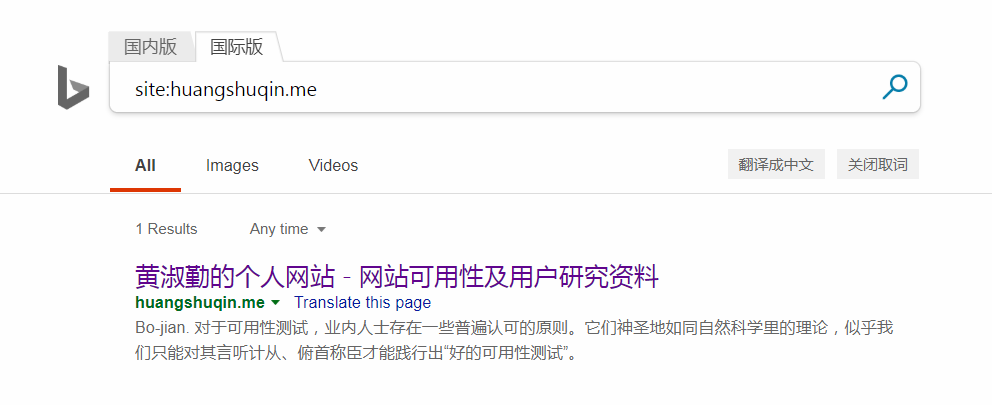 国内版 国际版
site:huangshuqin.me
All Images Videos 翻译成中文 关闭取词
1 Results Any time
黄淑勤的个人网站 - 网站可用性及用户研究资料
huangshuqin.me Translate this page
Bo-jian. 对于可用性测试，业内人士存在一些普遍认可的原则。它们神圣地如同自然科学里的理论，似乎我
们只能对其言听计从、俯首称臣才能践行出“好的可用性测试”。